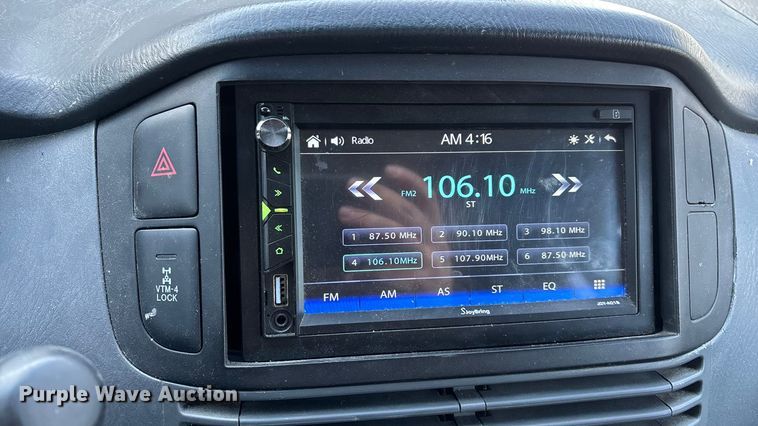 Radio AM 4:16
FM2 106.10 MHz
ST
1 87.50 MHz 2 90.10 MHz 3 98.10 MHz
4 106.10MHz 5 107.90MHz 6 87.50 MHz
FM AM AS ST EQ
VTM-4
LOCK
Purple Wave Auction